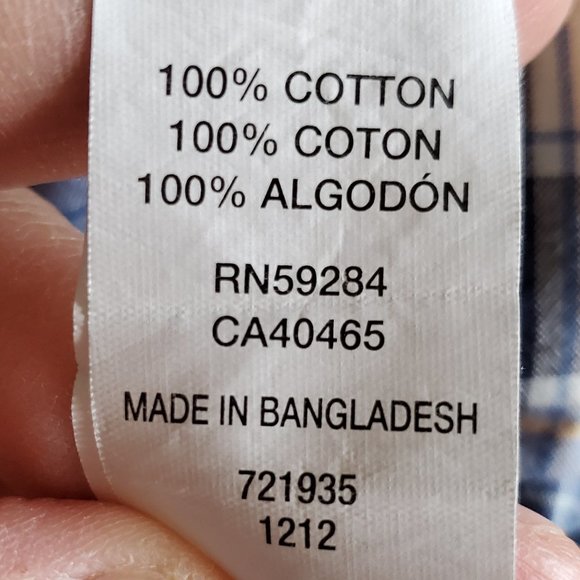 100% COTTON
100% COTON
100% ALGODÓN
RN59284
CA40465
MADE IN BANGLADESH
721935
1212